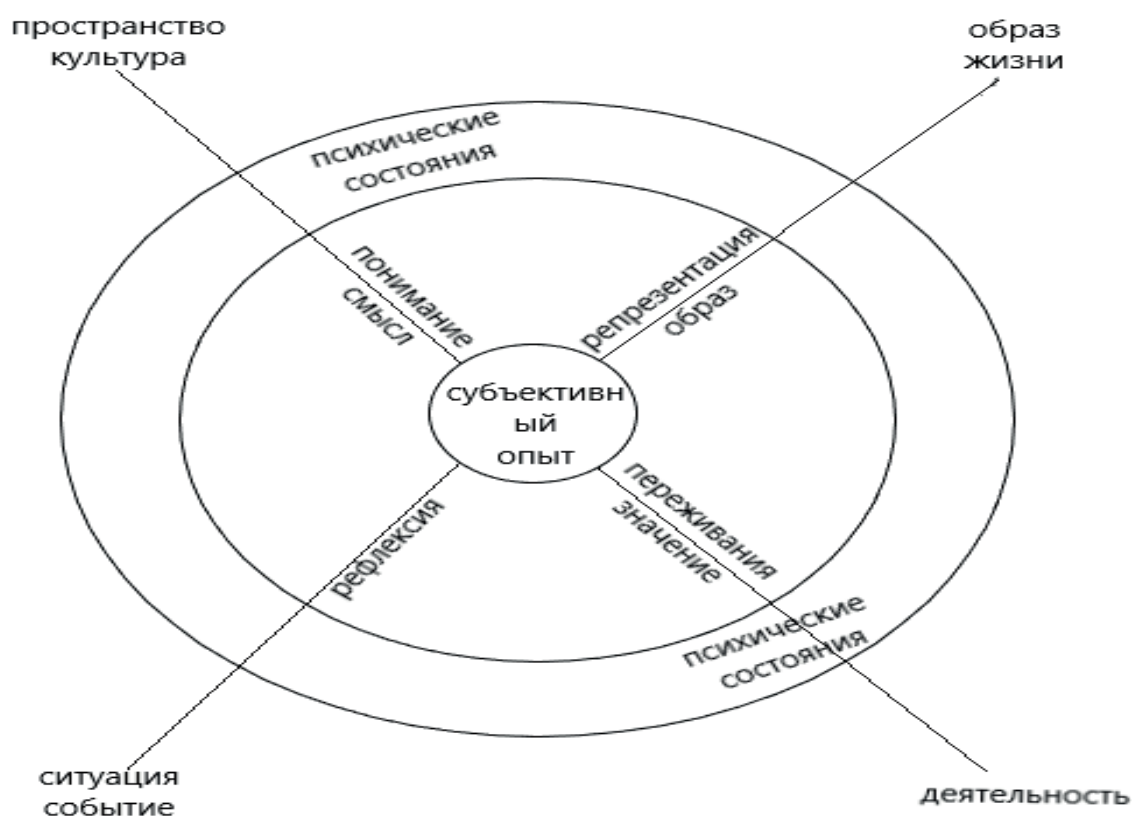 пространство
культура
образ
жизни
психические
состояния
понимание
смысл
репрезентация
образ
субъективн
ый
опыт
рефлексия
переживания
значение
психические
состояния
ситуация
событие
деятельность